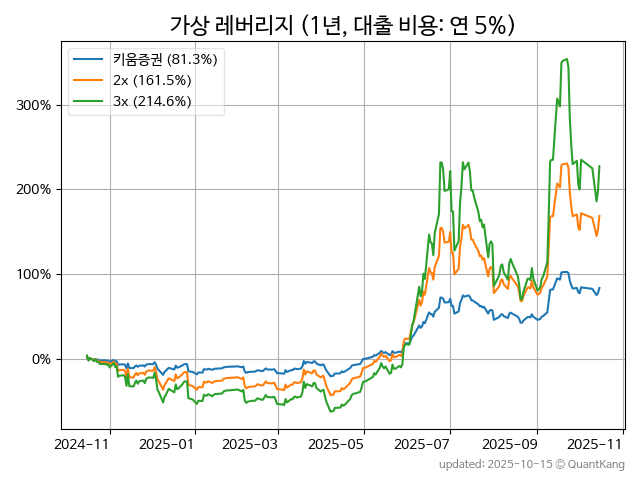 가상 레버리지 (1년, 대출 비용: 연 5%)
키움증권 (81.3%)
2x (161.5%)
3x (214.6%)
300%
200%
100%
0%
2024-11 2025-01 2025-03 2025-05 2025-07 2025-09 2025-11
updated: 2025-10-15 © QuantKang